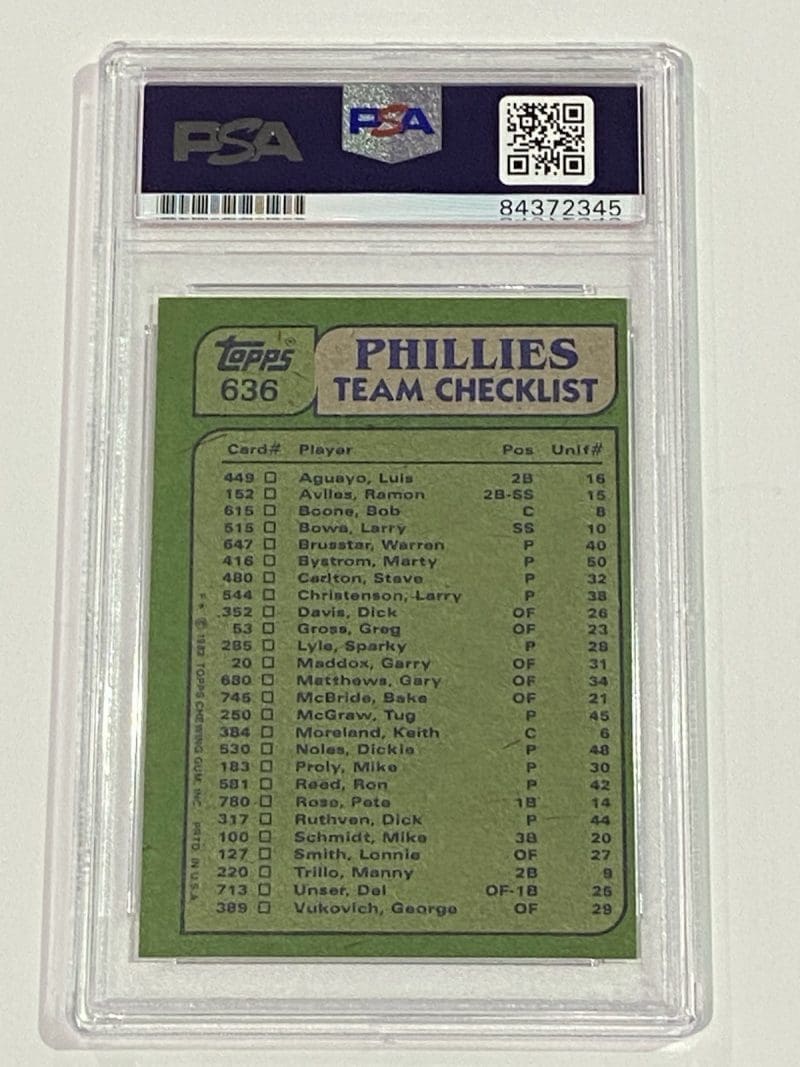 PSA
PSA
84372345
Topps®
636
PHILLIES
TEAM CHECKLIST
Card# Player Pos Unif#
449 Aguayo, Luis 2B 16
152 Aviles, Ramon 2B-SS 15
615 Boone, Bob C 8
515 Bowa, Larry SS 10
647 Brusstar, Warren P 40
416 Bystrom, Marty P 50
480 Carlton, Steve P 32
544 Christenson, Larry P 38
352 Davis, Dick OF 26
53 Gross, Greg OF 23
285 Lyle, Sparky P 28
20 Maddox, Garry OF 31
680 Matthews, Gary OF 34
745 McBride, Bake OF 21
250 McGraw, Tug P 45
384 Moreland, Keith C 6
530 Noles, Dickie P 48
183 Proly, Mike P 30
581 Reed, Ron P 42
780 Rose, Pete 1B 14
317 Ruthven, Dick P 44
100 Schmidt, Mike 3B 20
127 Smith, Lonnie OF 27
220 Trillo, Manny 2B 9
713 Unser, Del OF-1B 25
389 Vukovich, George OF 29
F* © 1982 TOPPS CHEWING GUM, INC. PRTD. IN U.S.A.